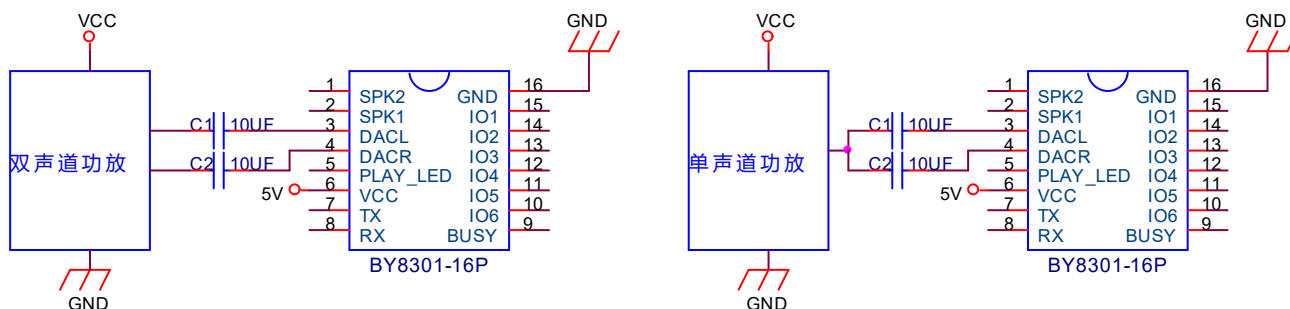 VCC
GND
1 SPK2 GND 16
2 SPK1 IO1 15
C1 10UF 3 DACL IO2 14
双声道功放 C2 10UF 4 DACR IO3 13
5 PLAY_LED IO4 12
5V 6 VCC IO5 11
7 TX IO6 10
8 RX BUSY 9
BY8301-16P
GND
VCC
GND
1 SPK2 GND 16
2 SPK1 IO1 15
C1 10UF 3 DACL IO2 14
单声道功放 C2 10UF 4 DACR IO3 13
5 PLAY_LED IO4 12
5V 6 VCC IO5 11
7 TX IO6 10
8 RX BUSY 9
BY8301-16P
GND